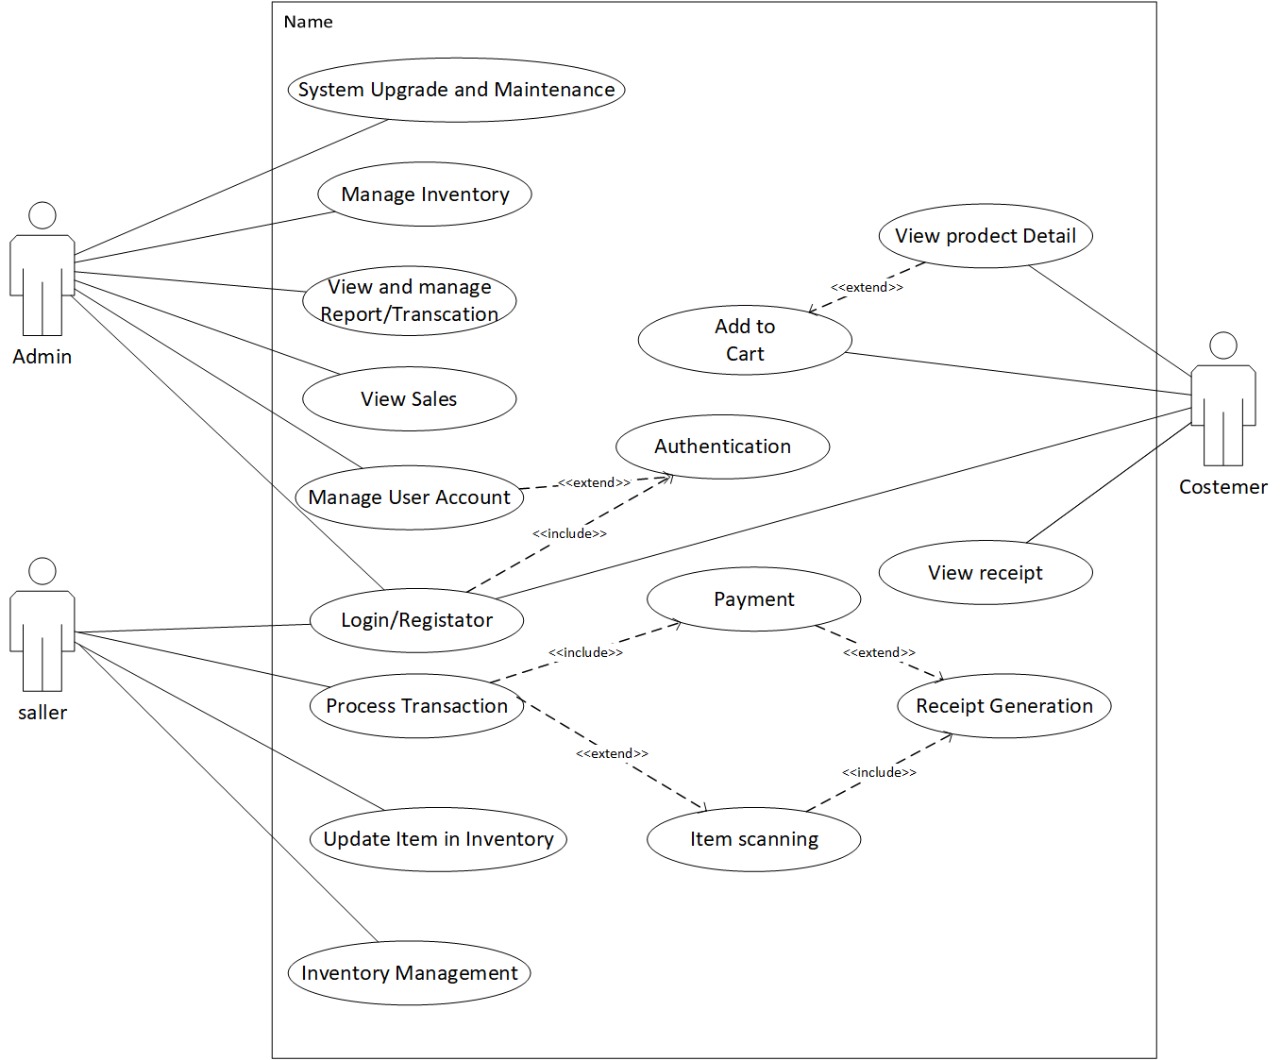 Name
System Upgrade and Maintenance
Manage Inventory
View prodect Detail
View and manage
Report/Transcation
<<extend>>
Admin
Add to
Cart
View Sales
Authentication
Manage User Account
<<extend>>
Costemer
<<include>>
View receipt
Payment
Login/Registator
<<include>>
<<extend>>
saller
Process Transaction
Receipt Generation
<<extend>>
<<include>>
Update Item in Inventory
Item scanning
Inventory Management